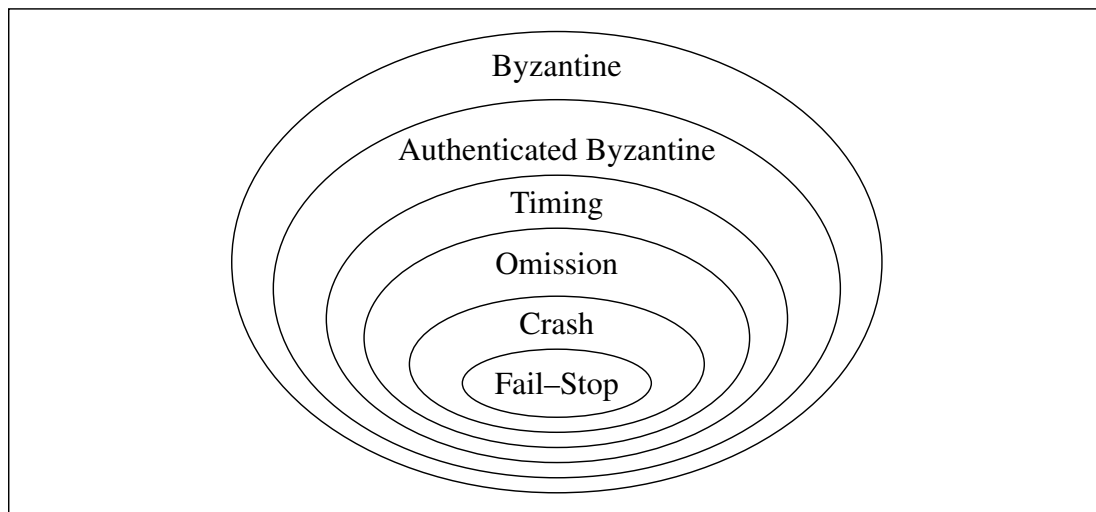 Byzantine
Authenticated Byzantine
Timing
Omission
Crash
Fail–Stop